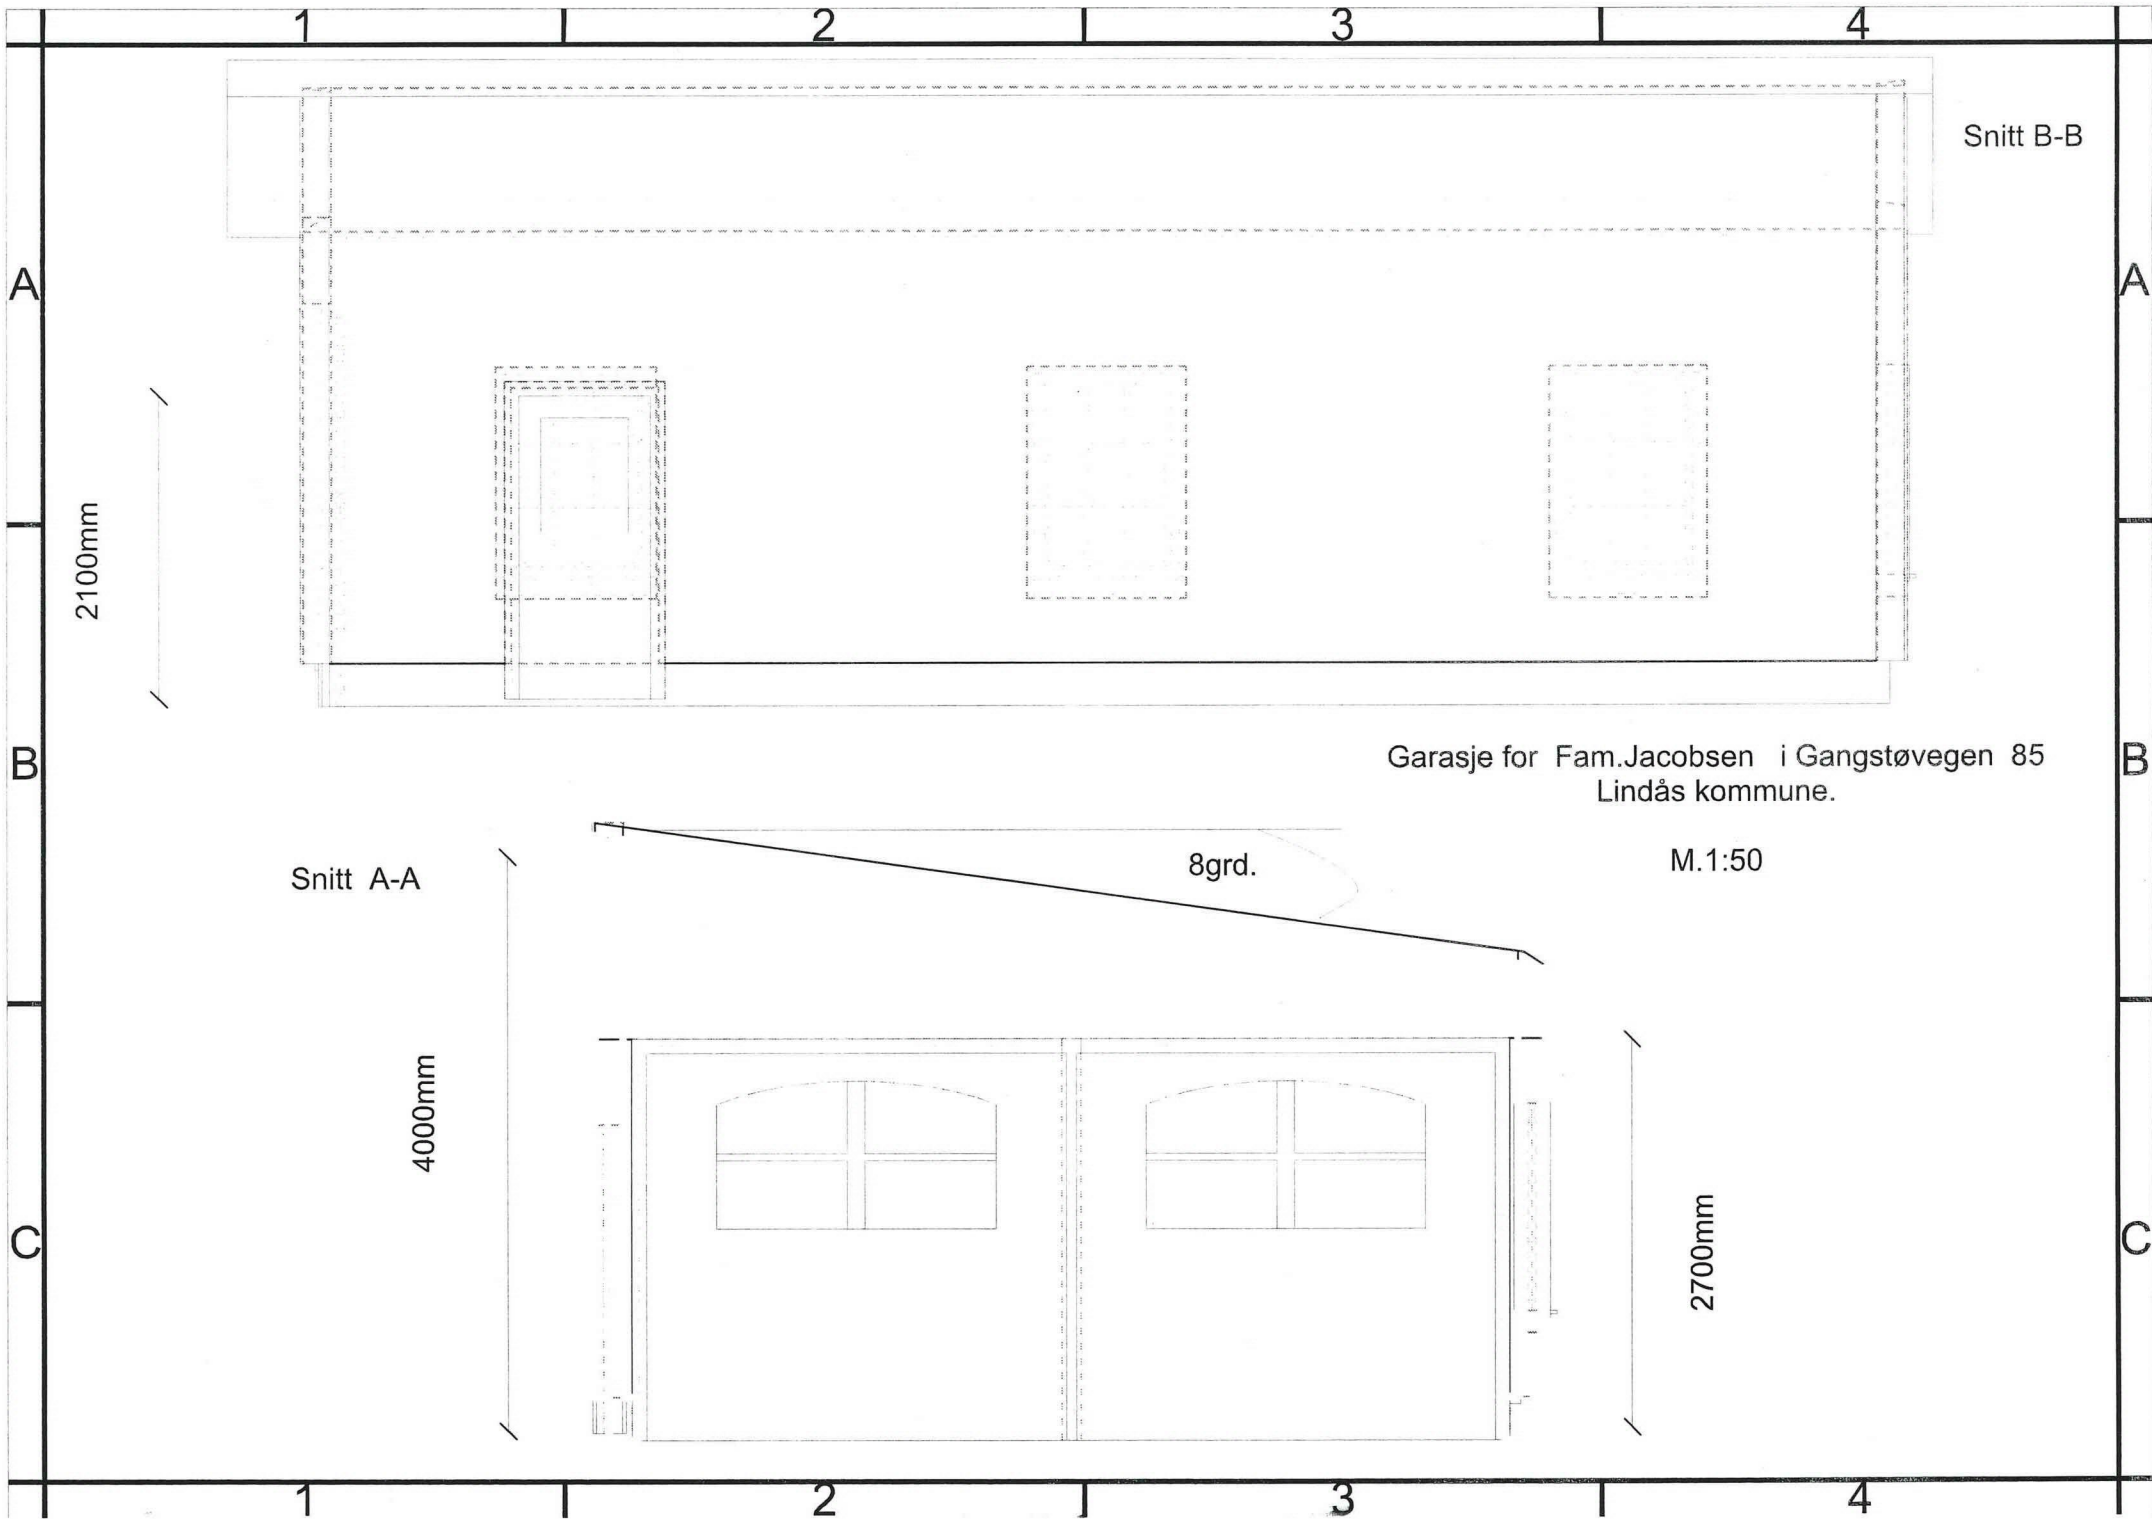 1 2 3 4
Snitt B-B
A A
2100mm
B B
Garasje for Fam.Jacobsen i Gangstøvegen 85
Lindås kommune.
M.1:50
Snitt A-A
8grd.
4000mm
2700mm
C C
1 2 3 4